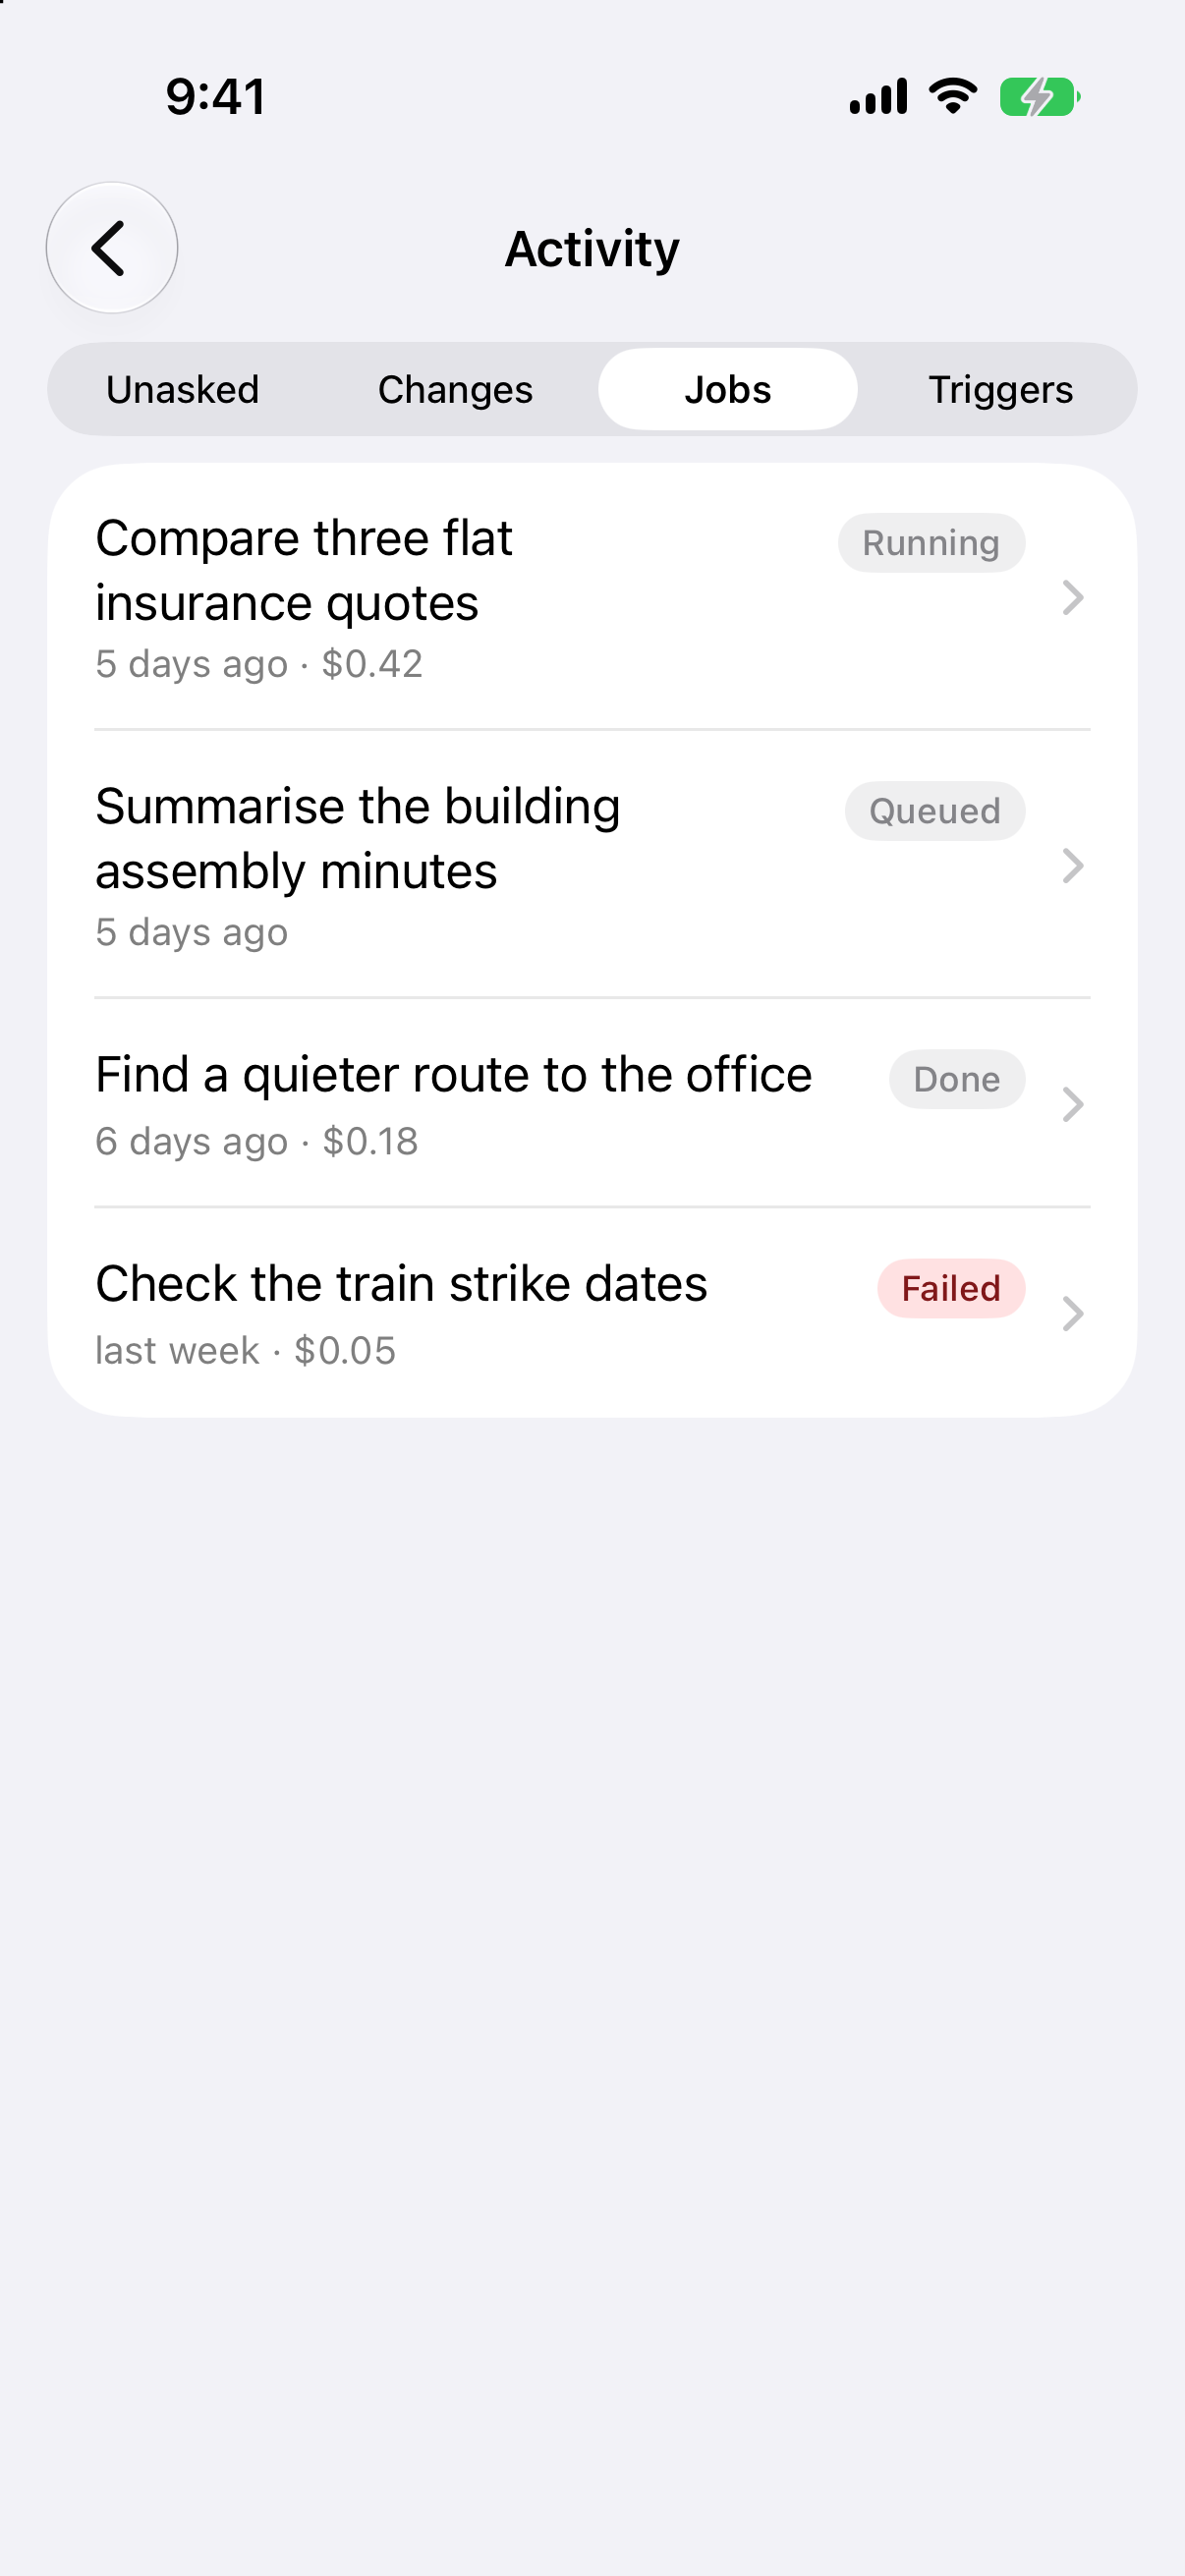 9:41
Activity
Unasked
Changes
Jobs
Triggers
Compare three flat
insurance quotes
Running
5 days ago · $0.42
Summarise the building
assembly minutes
Queued
5 days ago
Find a quieter route to the office
Done
6 days ago · $0.18
Check the train strike dates
Failed
last week · $0.05